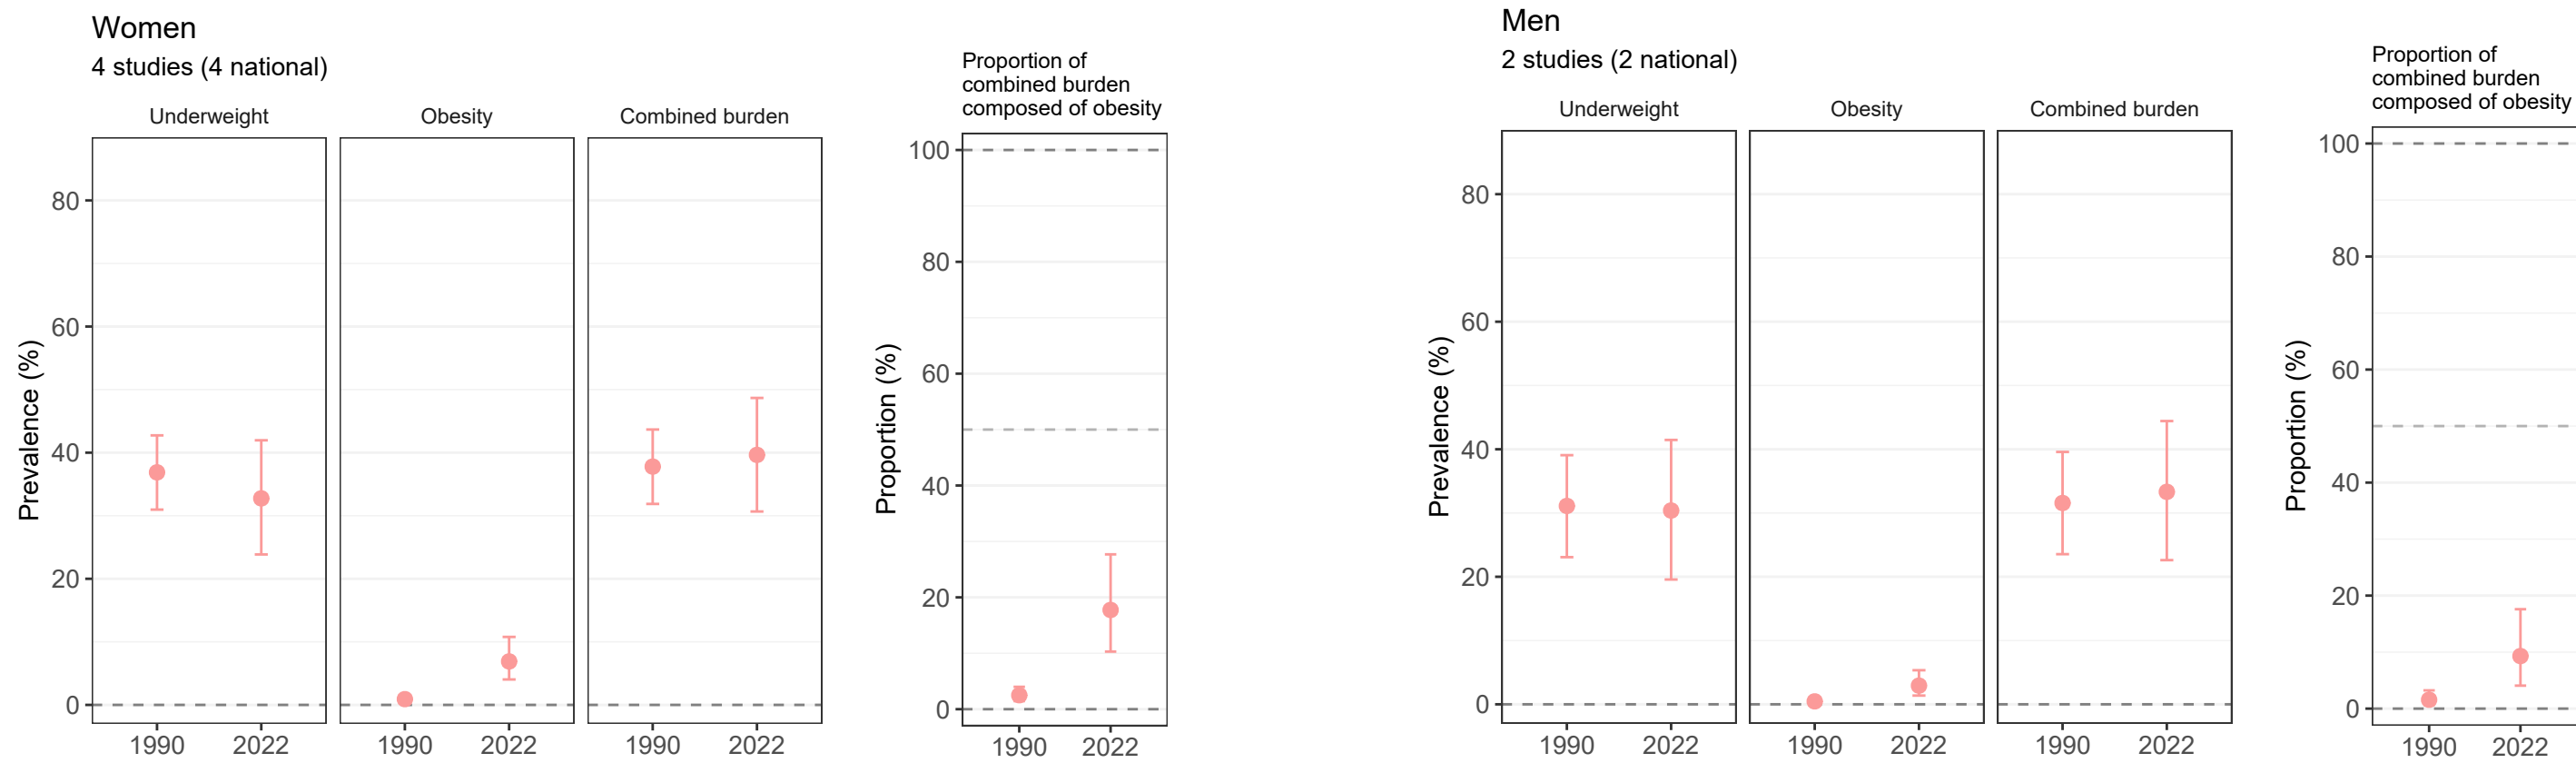 Women
4 studies (4 national)
Underweight
Obesity
Combined burden
Prevalence (%)
80
60
40
20
0
1990 2022
1990 2022
1990 2022
Proportion of
combined burden
composed of obesity
Proportion (%)
100
80
60
40
20
0
1990 2022
Men
2 studies (2 national)
Underweight
Obesity
Combined burden
Prevalence (%)
80
60
40
20
0
1990 2022
1990 2022
1990 2022
Proportion of
combined burden
composed of obesity
Proportion (%)
100
80
60
40
20
0
1990 2022